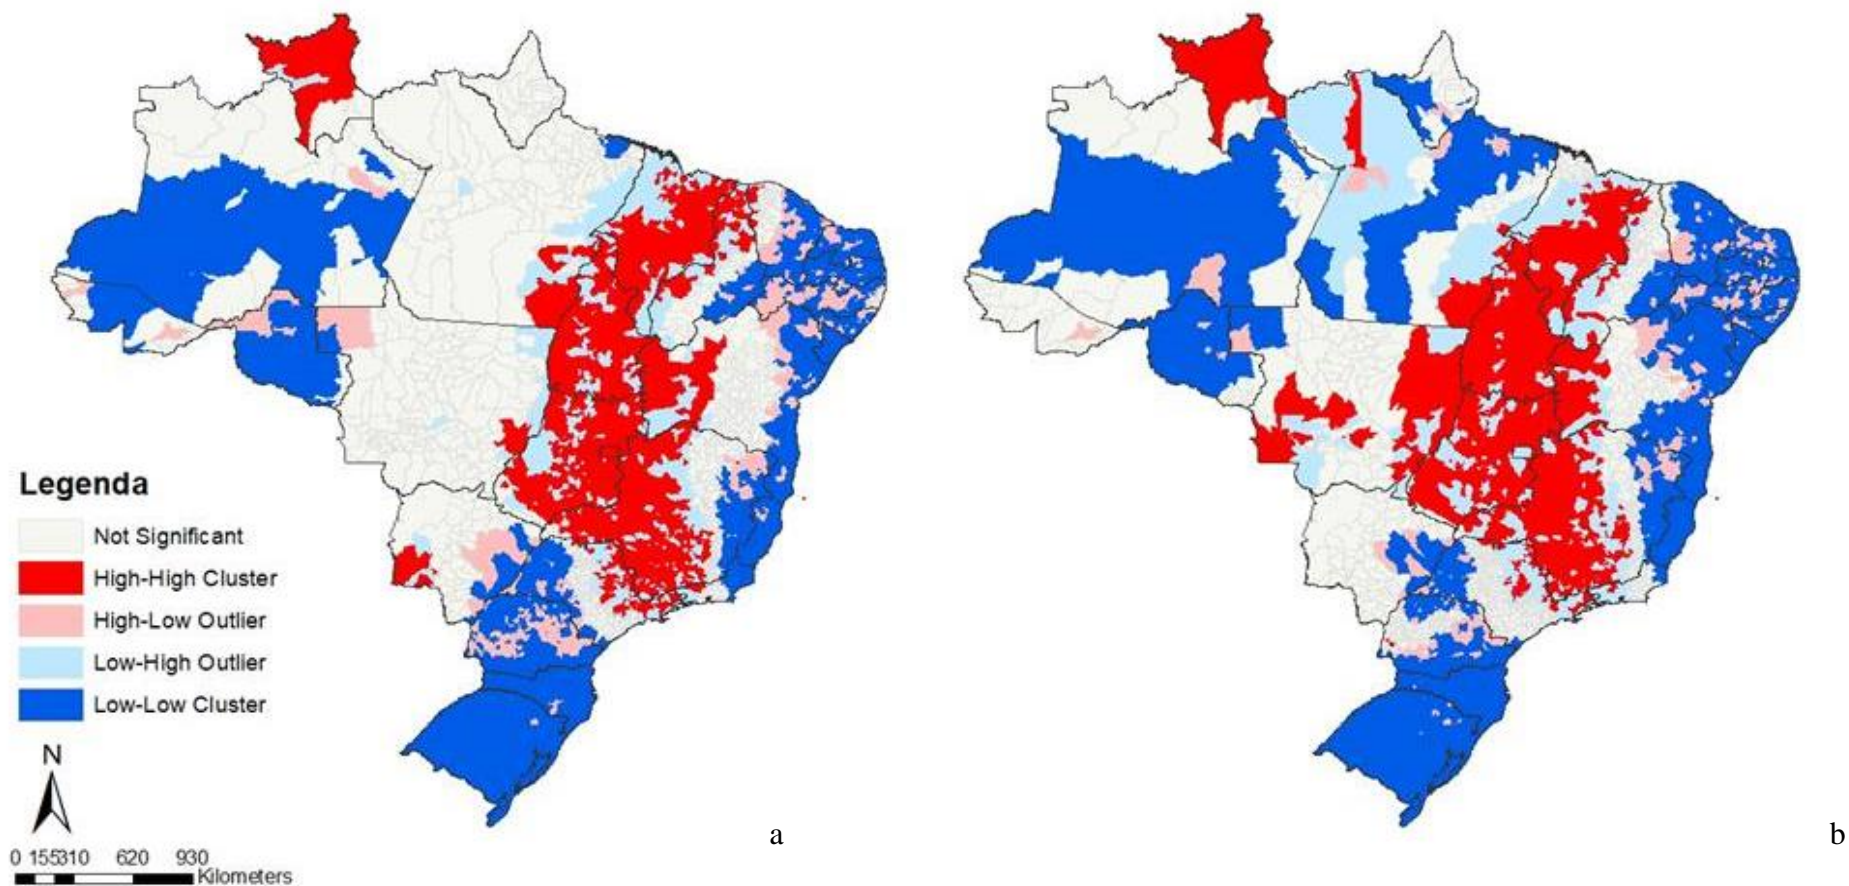 Legenda
Not Significant
High-High Cluster
High-Low Outlier
Low-High Outlier
Low-Low Cluster
N
0 155310 620 930
Kilometers
a
b